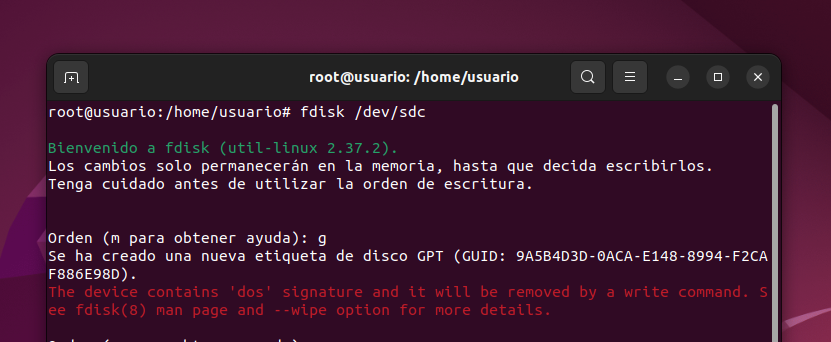 root@usuario: /home/usuario
root@usuario:/home/usuario# fdisk /dev/sdc
Bienvenido a fdisk (util-linux 2.37.2).
Los cambios solo permanecerán en la memoria, hasta que decida escribirlos.
Tenga cuidado antes de utilizar la orden de escritura.
Orden (m para obtener ayuda): g
Se ha creado una nueva etiqueta de disco GPT (GUID: 9A5B4D3D-0ACA-E148-8994-F2CA
F886E98D).
The device contains 'dos' signature and it will be removed by a write command. S
ee fdisk(8) man page and --wipe option for more details.